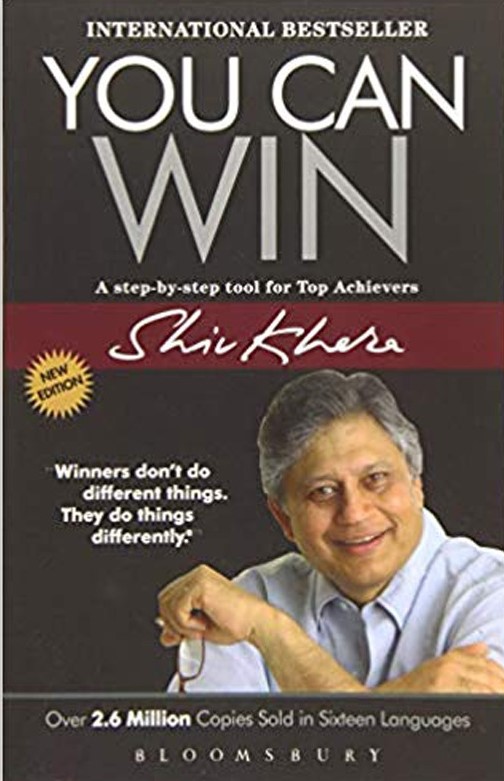 INTERNATIONAL BESTSELLER
YOU CAN
WIN
A step-by-step tool for Top Achievers
Shiv Khera
NEW
EDITION
"Winners don't do
different things.
They do things
differently."
Over 2.6 Million Copies Sold in Sixteen Languages
BLOOMSBURY